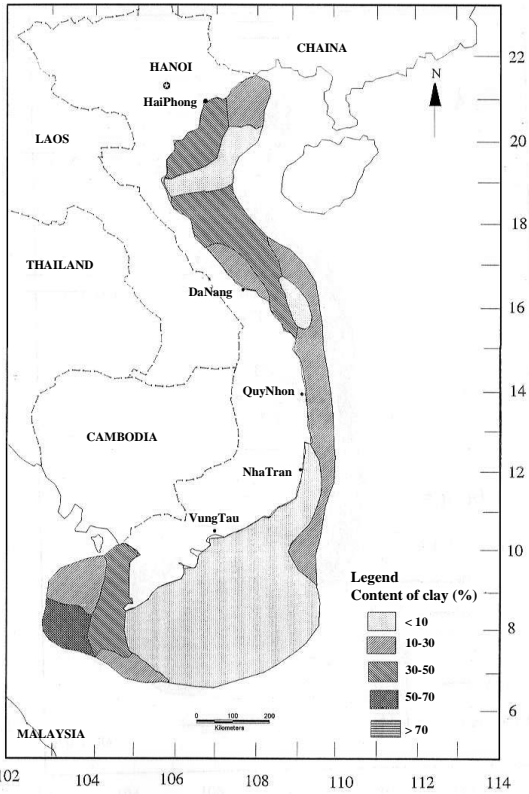 CHAINA
HANOI
HaiPhong
N
LAOS
THAILAND
DaNang
QuyNhon
CAMBODIA
NhaTran
VungTau
MALAYSIA
22
20
18
16
14
12
10
8
6
Legend
Content of clay (%)
< 10
10-30
30-50
50-70
> 70
0 100 200
Kilometers
102 104 106 108 110 112 114